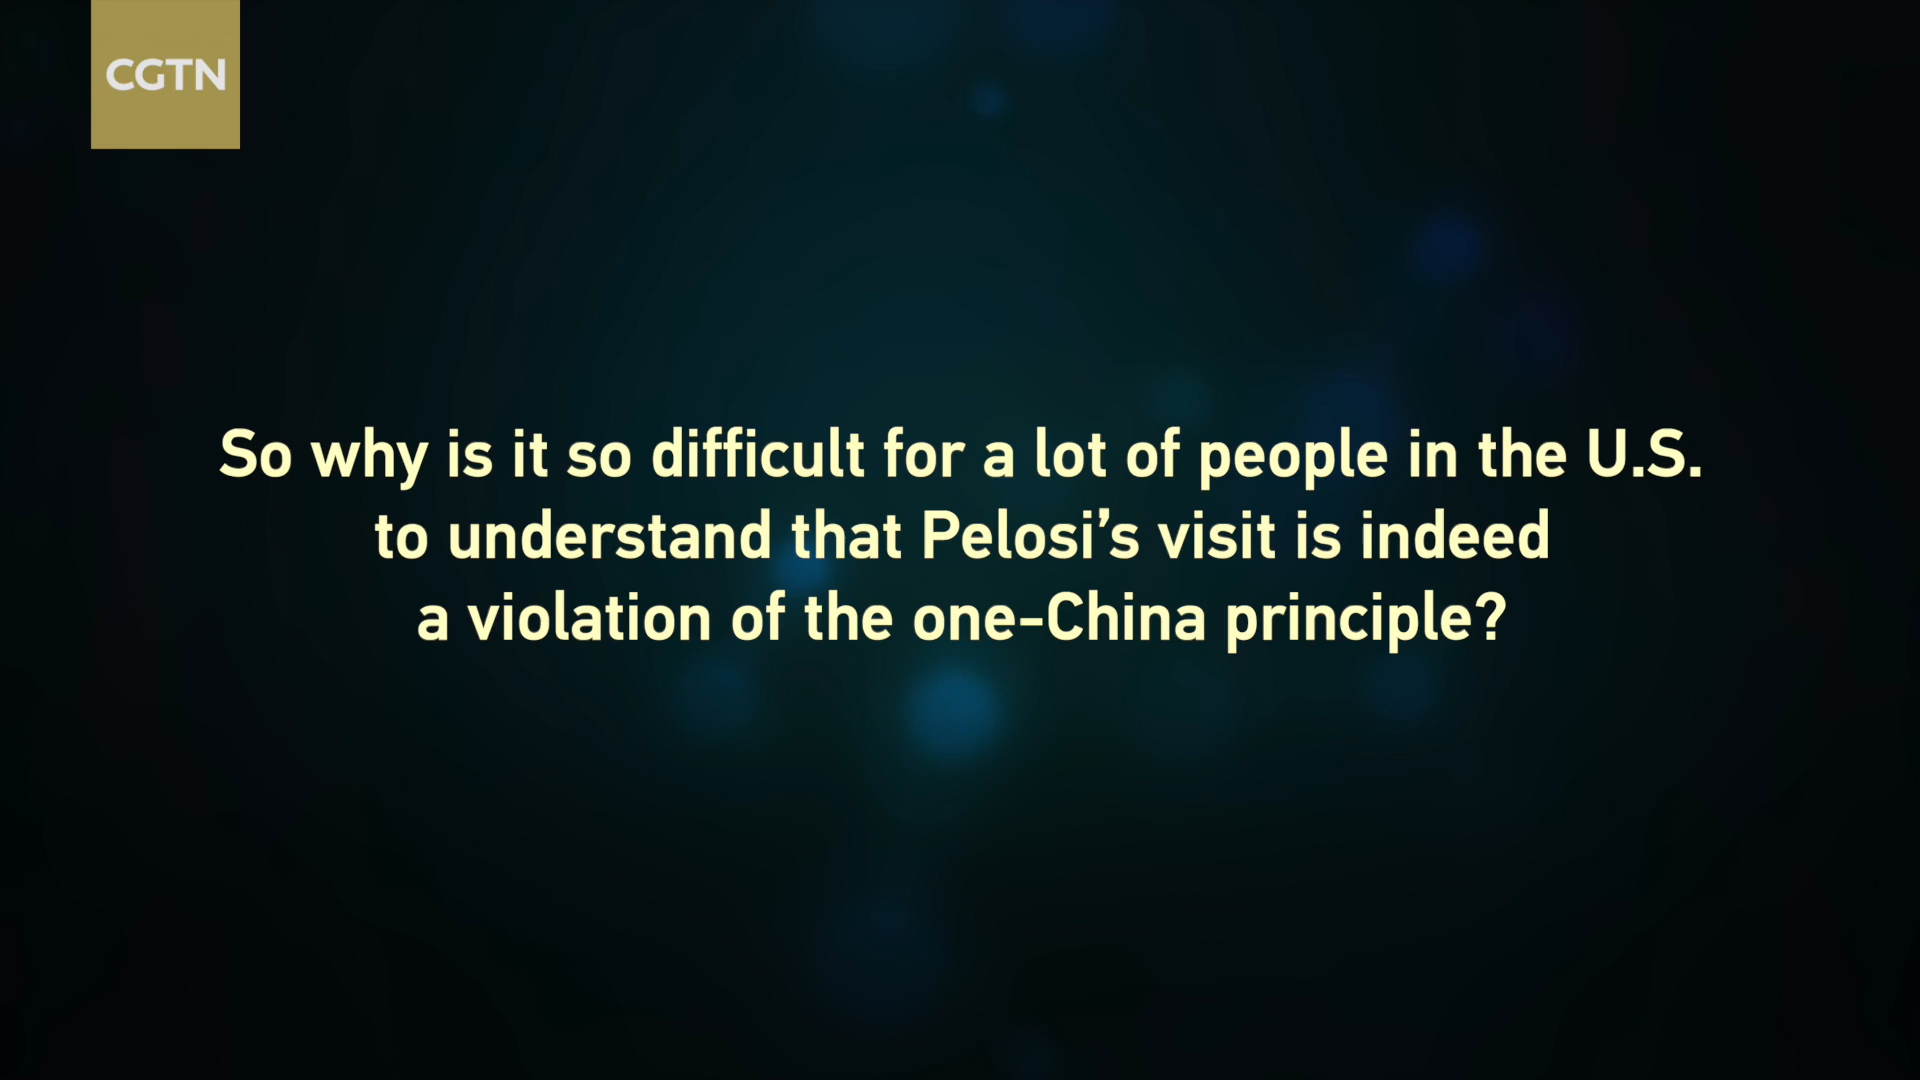 CGTN
So why is it so difficult for a lot of people in the U.S.
to understand that Pelosi’s visit is indeed
a violation of the one-China principle?